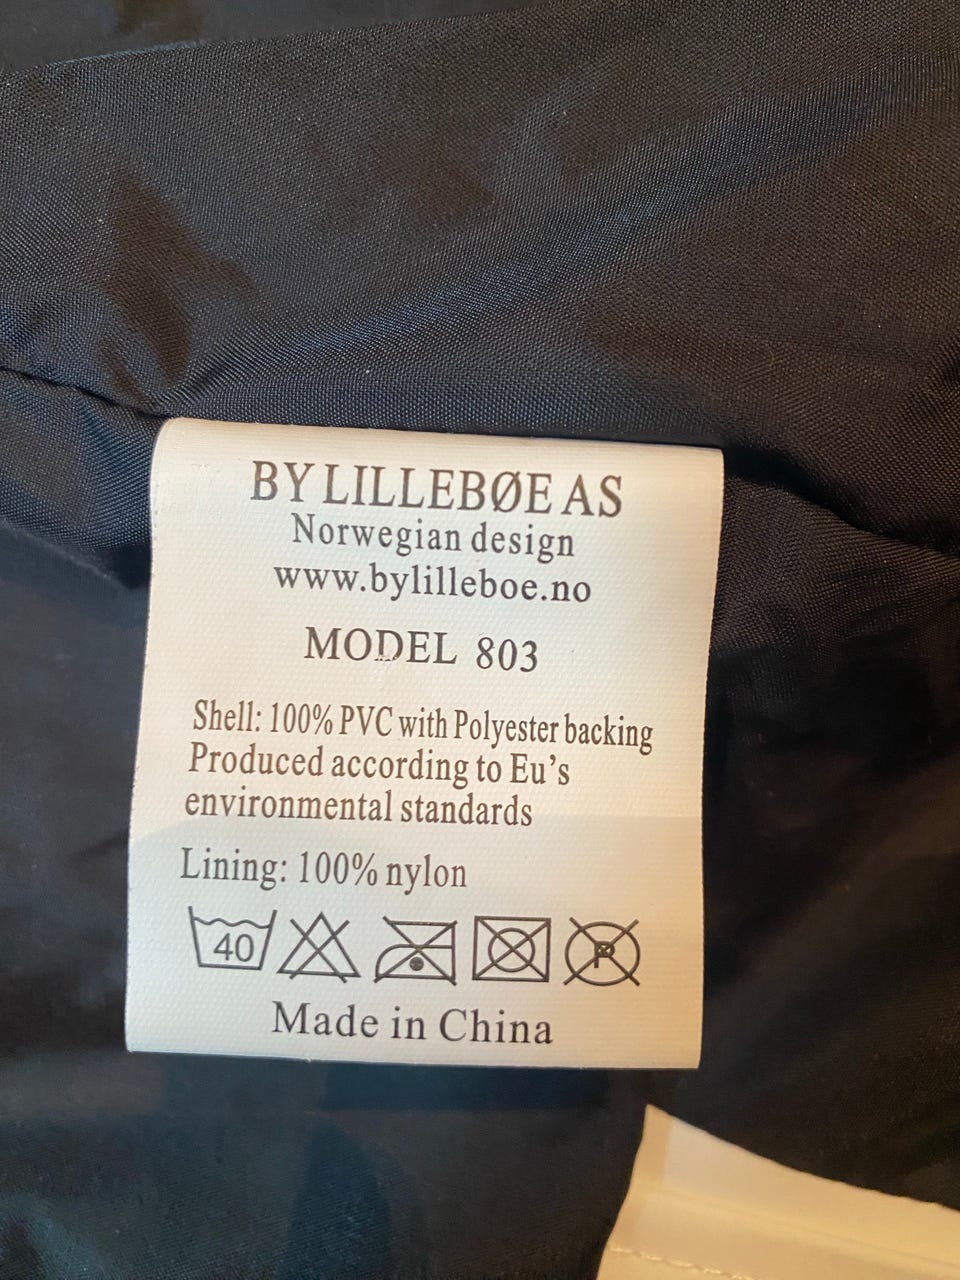 BY LILLEBØE AS
Norwegian design
www.bylilleboe.no
MODEL 803
Shell: 100% PVC with Polyester backing
Produced according to Eu's
environmental standards
Lining: 100% nylon
40 P
Made in China